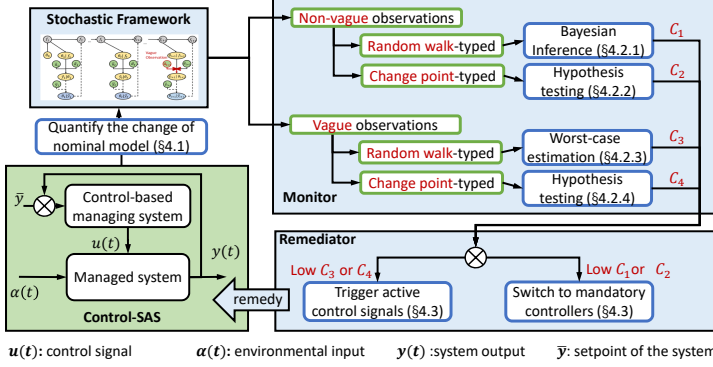 Stochastic Framework
Quantify the change of
nominal model (§4.1)
ȳ
Control-based
managing system
u(t)
y(t)
α(t)
Managed system
Control-SAS
Non-vague observations
Random walk-typed
Bayesian
Inference (§4.2.1)
C₁
Change point-typed
Hypothesis
testing (§4.2.2)
C₂
Vague observations
Random walk-typed
Worst-case
estimation (§4.2.3)
C₃
Change point-typed
Hypothesis
testing (§4.2.4)
C₄
Monitor
Remediator
Low C₃ or C₄
Low C₁or C₂
Trigger active
control signals (§4.3)
Switch to mandatory
controllers (§4.3)
remedy
u(t): control signal
α(t): environmental input
y(t) :system output
ȳ: setpoint of the system